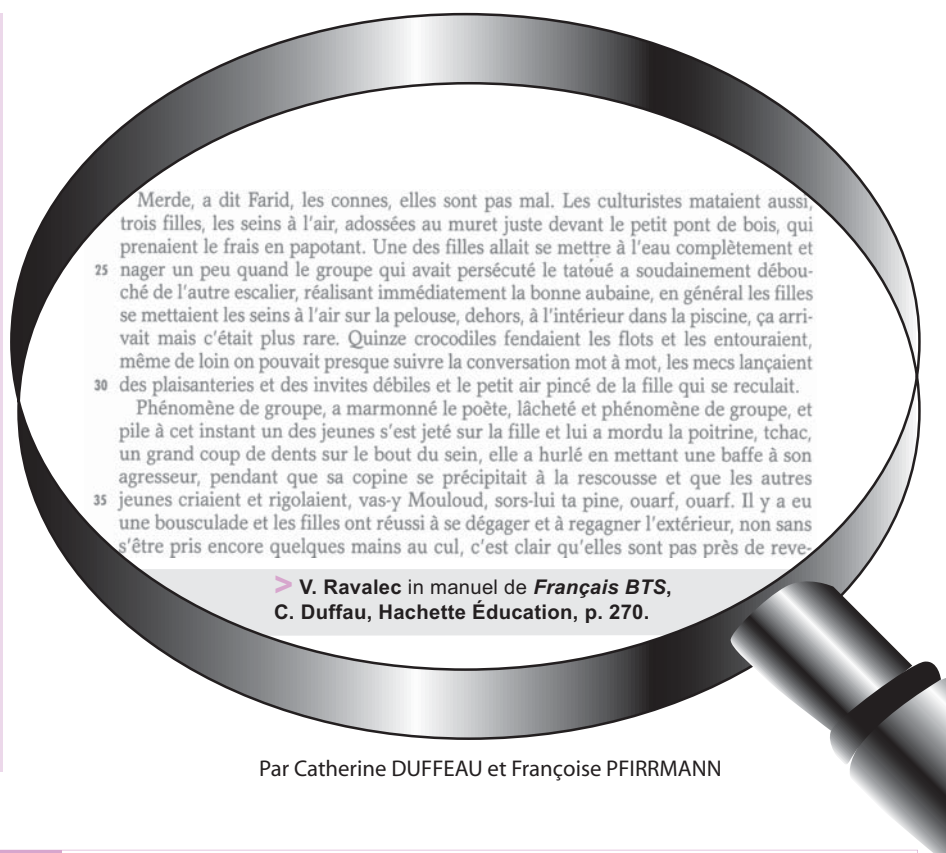 Merde, a dit Farid, les connes, elles sont pas mal. Les culturistes mataient aussi,
trois filles, les seins à l'air, adossées au muret juste devant le petit pont de bois, qui
prenaient le frais en papotant. Une des filles allait se mettre à l'eau complètement et
25 nager un peu quand le groupe qui avait persécuté le tatoué a soudainement débou-
ché de l'autre escalier, réalisant immédiatement la bonne aubaine, en général les filles
se mettaient les seins à l'air sur la pelouse, dehors, à l'intérieur dans la piscine, ça arri-
vait mais c'était plus rare. Quinze crocodiles fendaient les flots et les entouraient,
même de loin on pouvait presque suivre la conversation mot à mot, les mecs lançaient
30 des plaisanteries et des invites débiles et le petit air pincé de la fille qui se reculait.
Phénomène de groupe, a marmonné le poète, lâcheté et phénomène de groupe, et
pile à cet instant un des jeunes s'est jeté sur la fille et lui a mordu la poitrine, tchac,
un grand coup de dents sur le bout du sein, elle a hurlé en mettant une baffe à son
agresseur, pendant que sa copine se précipitait à la rescousse et que les autres
35 jeunes criaient et rigolaient, vas-y Mouloud, sors-lui ta pine, ouarf, ouarf. Il y a eu
une bousculade et les filles ont réussi à se dégager et à regagner l'extérieur, non sans
s'être pris encore quelques mains au cul, c'est clair qu'elles sont pas près de reve-
> V. Ravalec in manuel de Français BTS,
C. Duffau, Hachette Éducation, p. 270.
Par Catherine DUFFEAU et Françoise PFIRRMANN